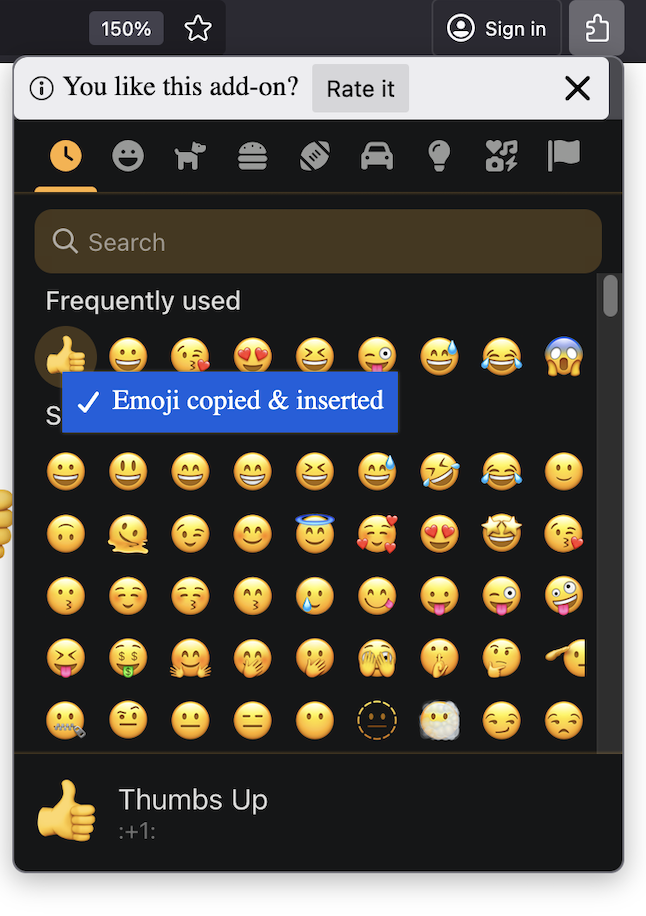 150%
Sign in
You like this add-on? Rate it
Search
Frequently used
Emoji copied & inserted
Thumbs Up
:+1: